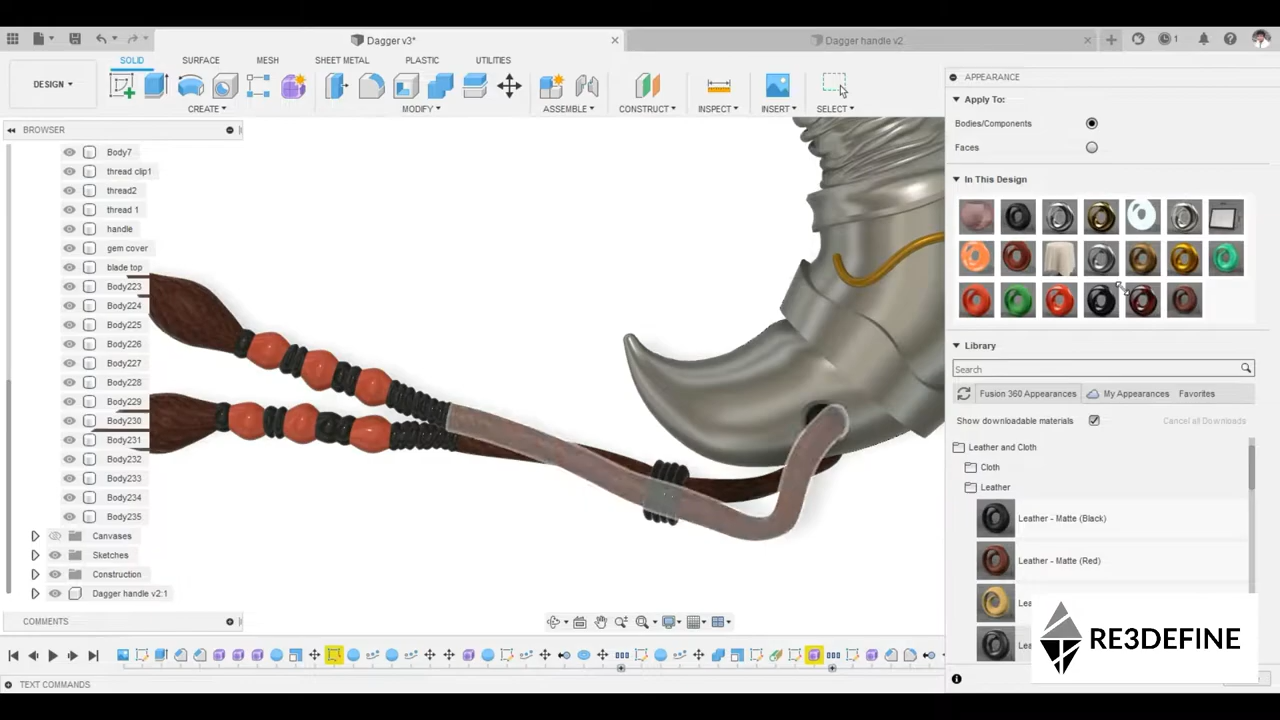 Dagger v3*
Dagger handle v2
1
DESIGN
SOLID
SURFACE
MESH
SHEET METAL
PLASTIC
UTILITIES
CREATE
MODIFY
ASSEMBLE
CONSTRUCT
INSPECT
INSERT
SELECT
BROWSER
Body7
thread clip1
thread2
thread 1
handle
gem cover
blade top
Body223
Body224
Body225
Body226
Body227
Body228
Body229
Body230
Body231
Body232
Body233
Body234
Body235
Canvases
Sketches
Construction
Dagger handle v2:1
COMMENTS
TEXT COMMANDS
APPEARANCE
Apply To:
Bodies/Components
Faces
In This Design
Library
Search
Fusion 360 Appearances
My Appearances
Favorites
Show downloadable materials
Cancel all Downloads
Leather and Cloth
Cloth
Leather
Leather - Matte (Black)
Leather - Matte (Red)
RE3DEFINE